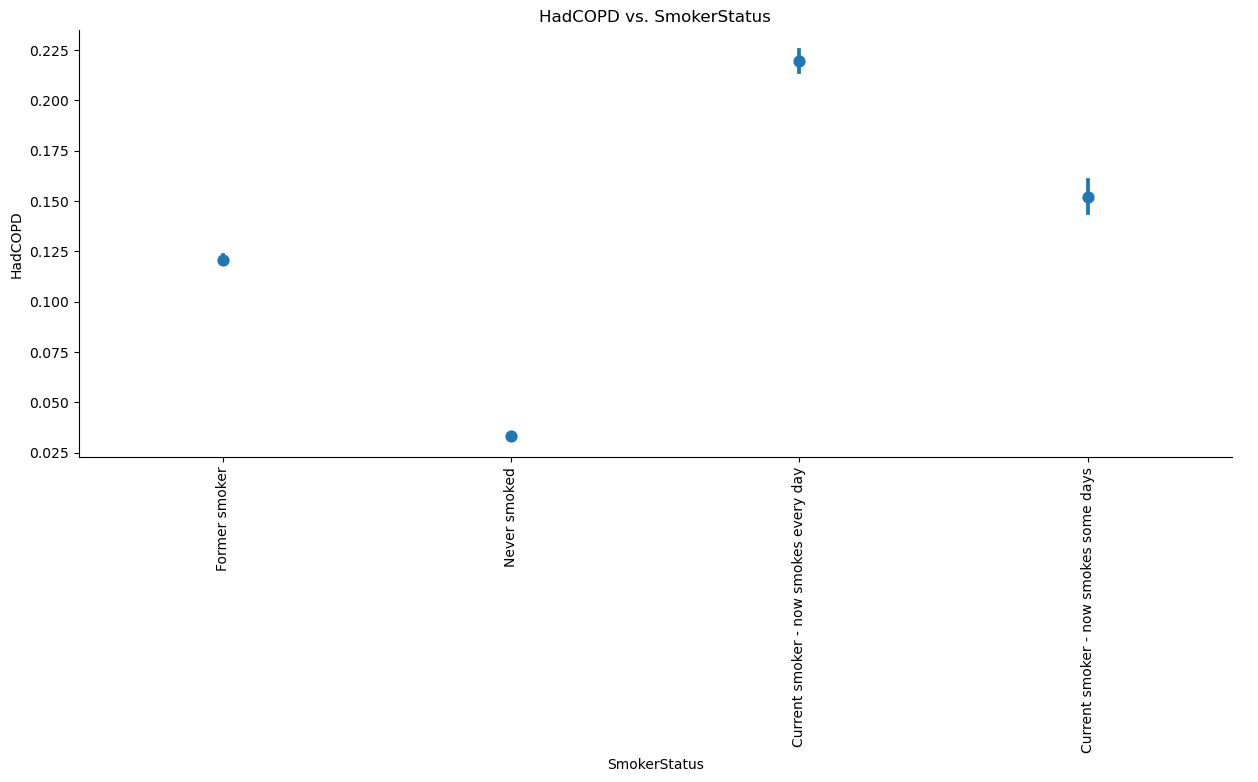 HadCOPD vs. SmokerStatus
HadCOPD
0.225
0.200
0.175
0.150
0.125
0.100
0.075
0.050
0.025
Former smoker
Never smoked
Current smoker - now smokes every day
Current smoker - now smokes some days
SmokerStatus